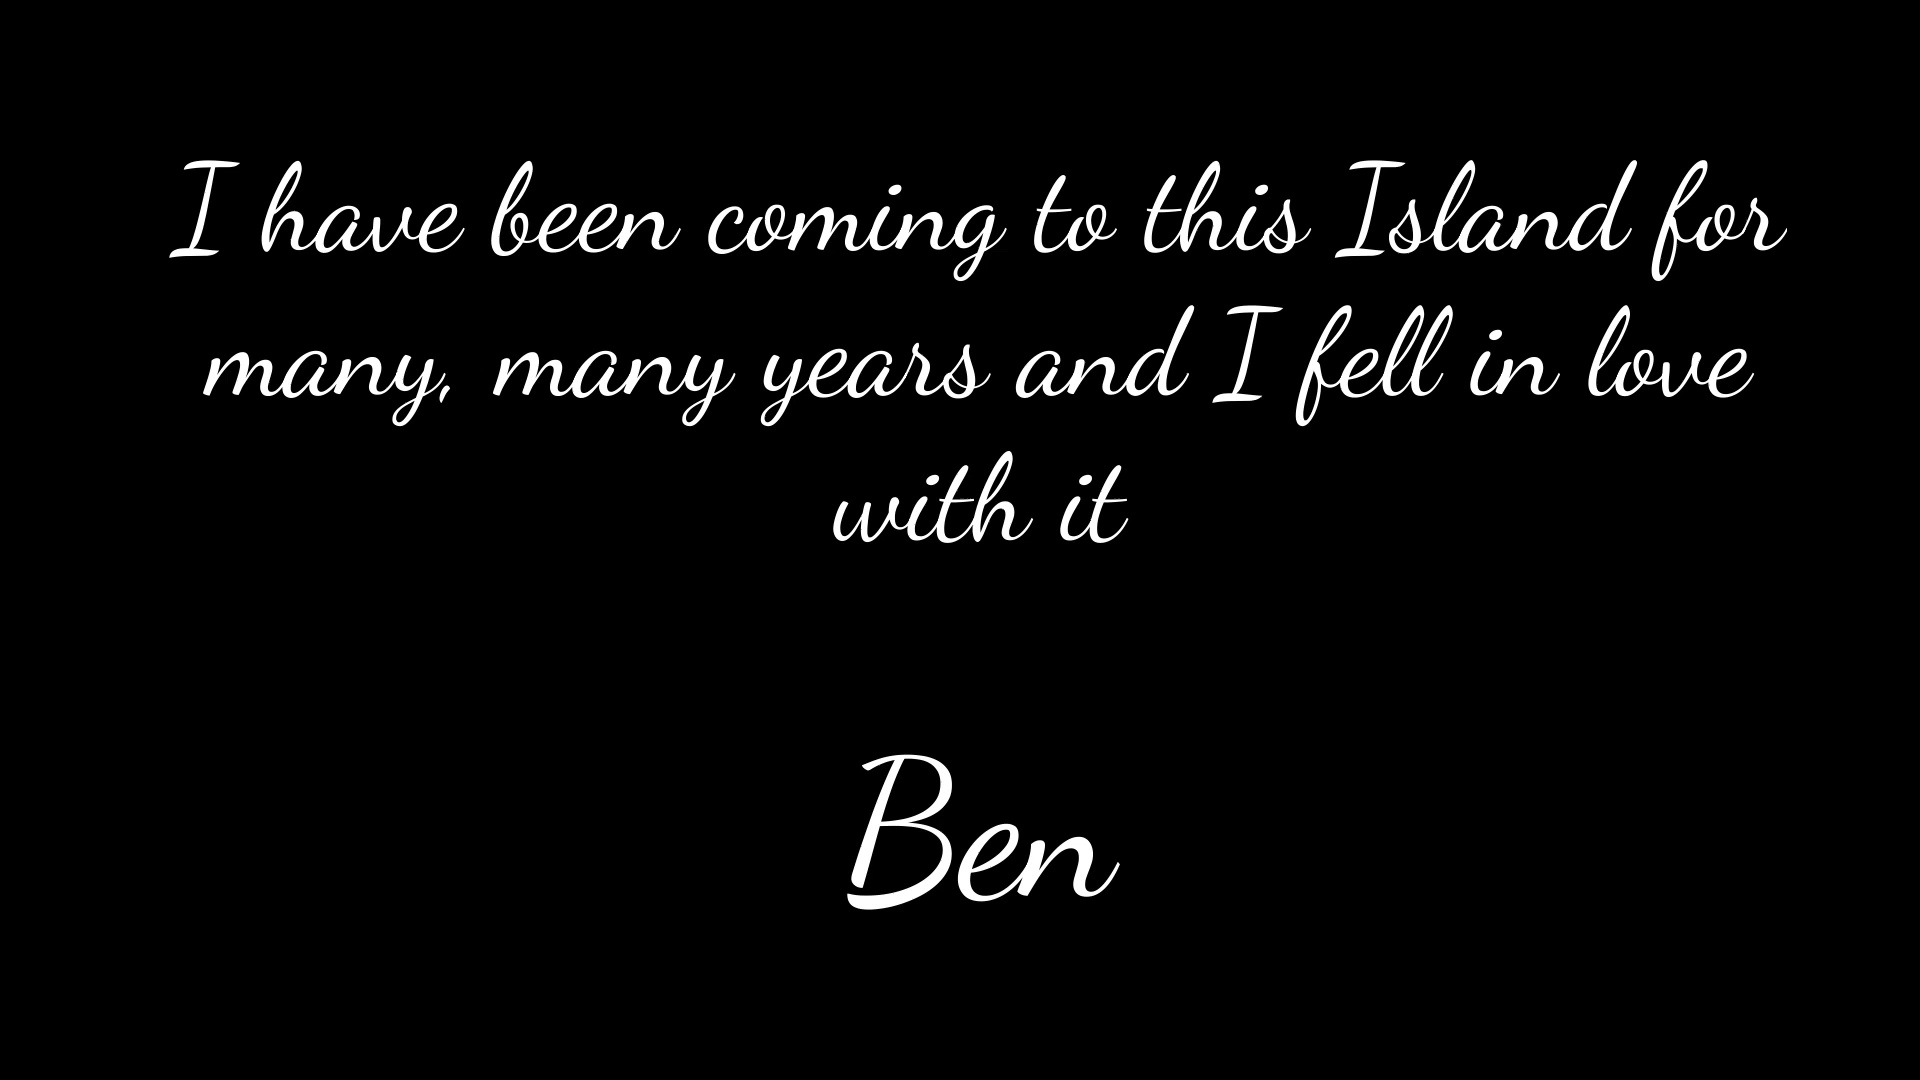 I have been coming to this Island for
many, many years and I fell in love
with it
Ben